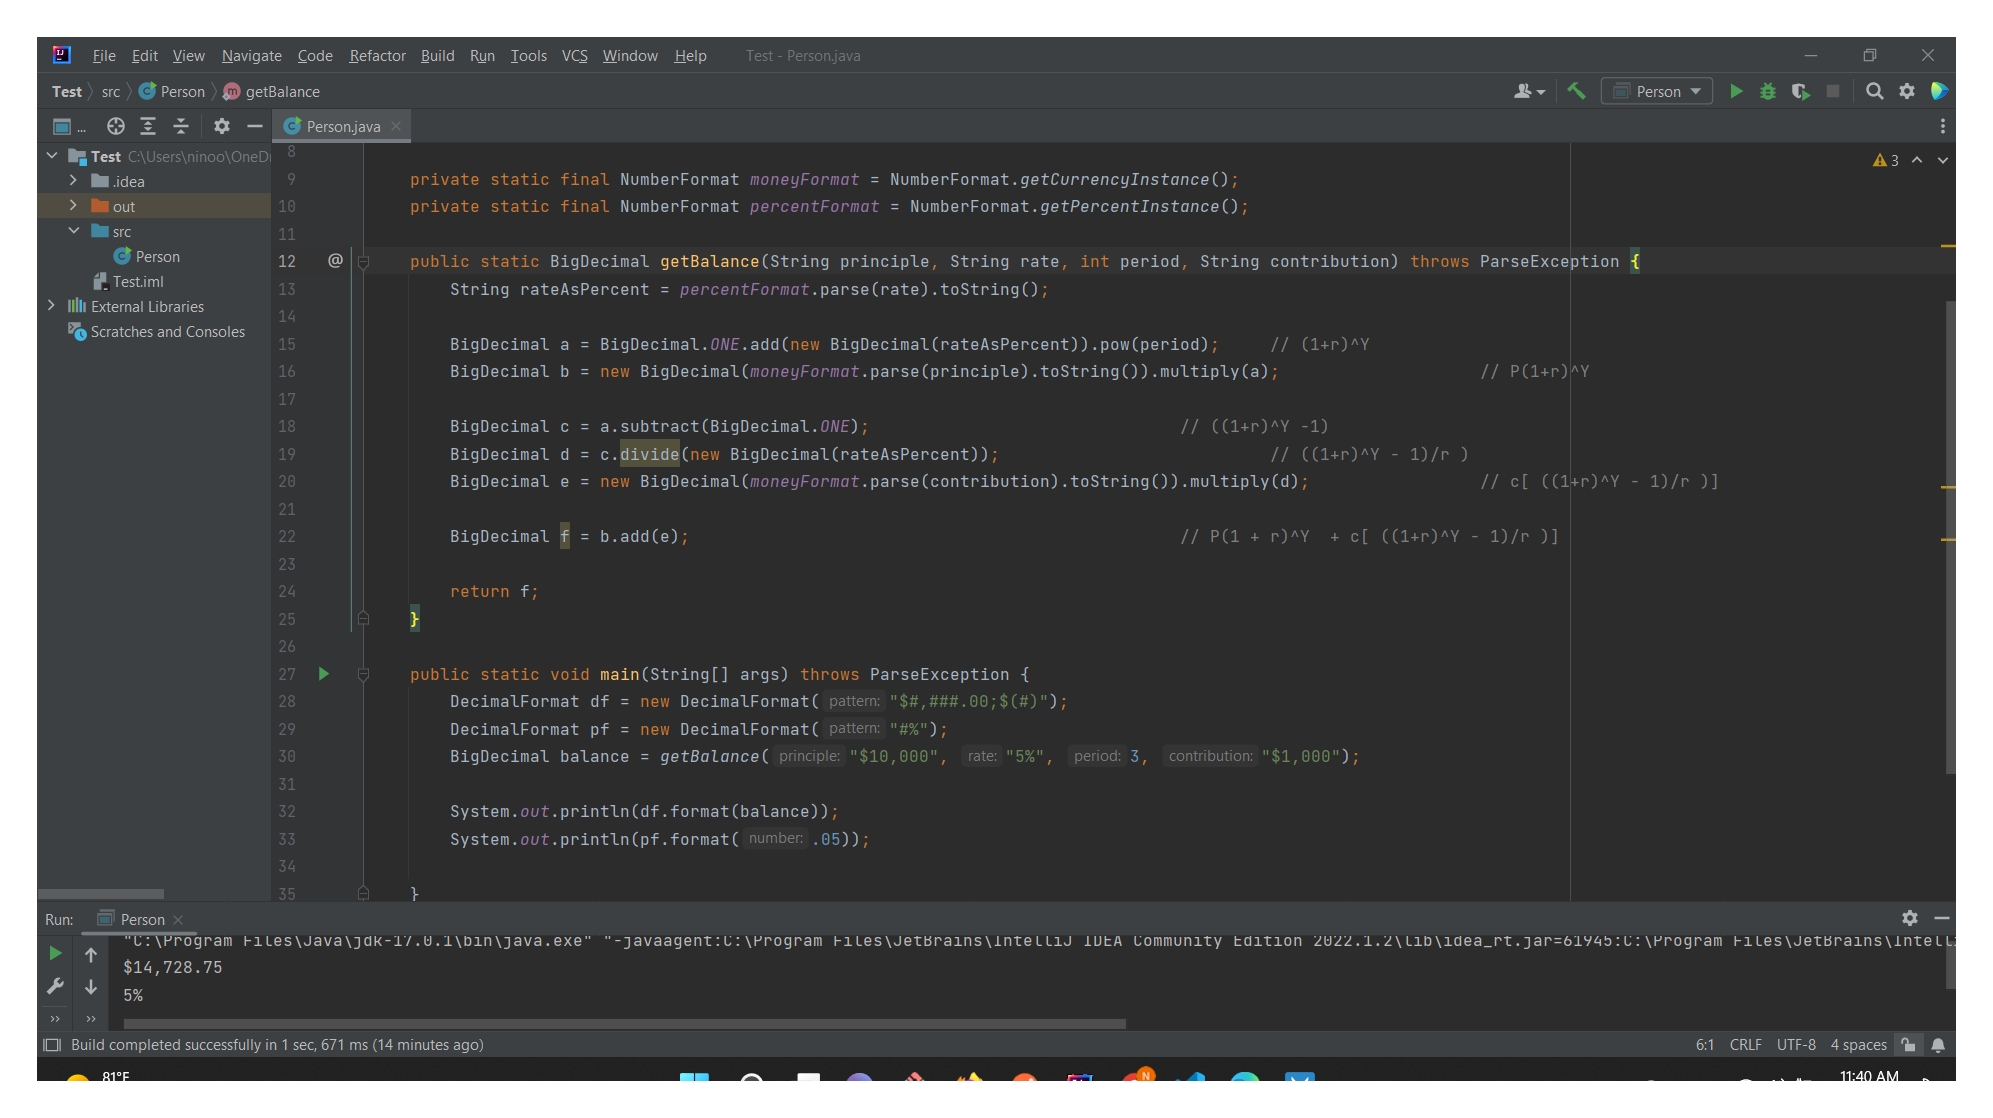 File Edit View Navigate Code Refactor Build Run Tools VCS Window Help Test - Person.java
Test src Person getBalance Person
... Person.java
Test C:\Users\ninoo\OneD
.idea
out
src
Person
Test.iml
External Libraries
Scratches and Consoles
3
8
9 private static final NumberFormat moneyFormat = NumberFormat.getCurrencyInstance();
10 private static final NumberFormat percentFormat = NumberFormat.getPercentInstance();
11
12 @ public static BigDecimal getBalance(String principle, String rate, int period, String contribution) throws ParseException {
13 String rateAsPercent = percentFormat.parse(rate).toString();
14
15 BigDecimal a = BigDecimal.ONE.add(new BigDecimal(rateAsPercent)).pow(period); // (1+r)^Y
16 BigDecimal b = new BigDecimal(moneyFormat.parse(principle).toString()).multiply(a); // P(1+r)^Y
17
18 BigDecimal c = a.subtract(BigDecimal.ONE); // ((1+r)^Y -1)
19 BigDecimal d = c.divide(new BigDecimal(rateAsPercent)); // ((1+r)^Y - 1)/r )
20 BigDecimal e = new BigDecimal(moneyFormat.parse(contribution).toString()).multiply(d); // c[ ((1+r)^Y - 1)/r )]
21
22 BigDecimal f = b.add(e); // P(1 + r)^Y  + c[ ((1+r)^Y - 1)/r )]
23
24 return f;
25 }
26
27 public static void main(String[] args) throws ParseException {
28 DecimalFormat df = new DecimalFormat( pattern: "$#,###.00;$(#)");
29 DecimalFormat pf = new DecimalFormat( pattern: "#%");
30 BigDecimal balance = getBalance( principle: "$10,000", rate: "5%", period: 3, contribution: "$1,000");
31
32 System.out.println(df.format(balance));
33 System.out.println(pf.format( number: .05));
34
35 }
Run: Person
"C:\Program Files\Java\jdk-17.0.1\bin\java.exe" "-javaagent:C:\Program Files\JetBrains\IntelliJ IDEA Community Edition 2022.1.2\lib\idea_rt.jar=61945:C:\Program Files\JetBrains\Intell
$14,728.75
5%
Build completed successfully in 1 sec, 671 ms (14 minutes ago) 6:1 CRLF UTF-8 4 spaces
81°F N 11:40 AM